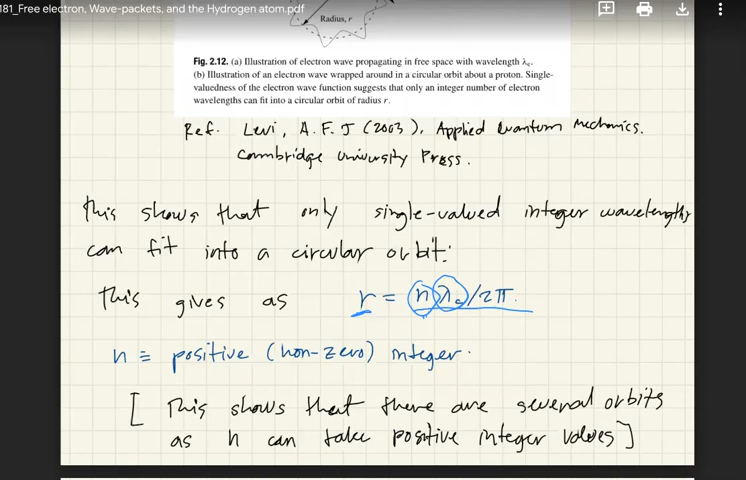 181_Free electron, Wave-packets, and the Hydrogen atom.pdf
Radius, r
Fig. 2.12. (a) Illustration of electron wave propagating in free space with wavelength λe.
(b) Illustration of an electron wave wrapped around in a circular orbit about a proton. Single-
valuedness of the electron wave function suggests that only an integer number of electron
wavelengths can fit into a circular orbit of radius r.
Ref. Levi, A.F.J (2003). Applied Quantum Mechanics.
Cambridge University Press.
This shows that only single-valued integer wavelengths
can fit into a circular orbit:
This gives as r = nλe/2π.
n ≡ positive (non-zero) integer.
[ This shows that there are several orbits
as n can take positive integer values]